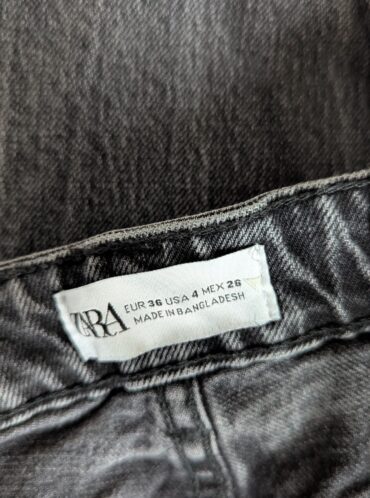 ZARA
EUR 36 USA 4 MEX 26
MADE IN BANGLADESH